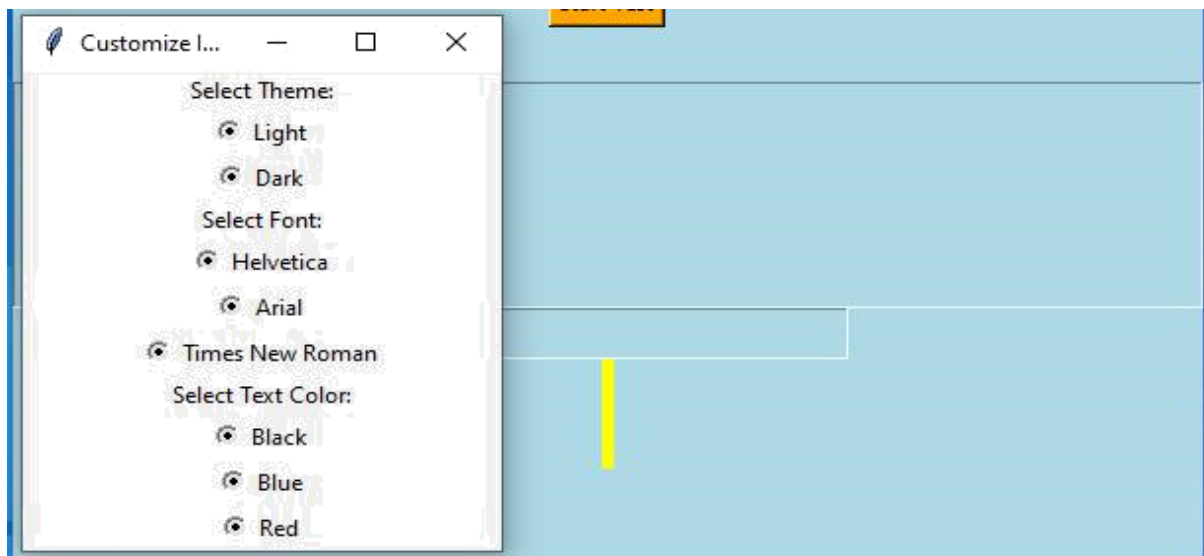 Customize I...
Select Theme:
Light
Dark
Select Font:
Helvetica
Arial
Times New Roman
Select Text Color:
Black
Blue
Red